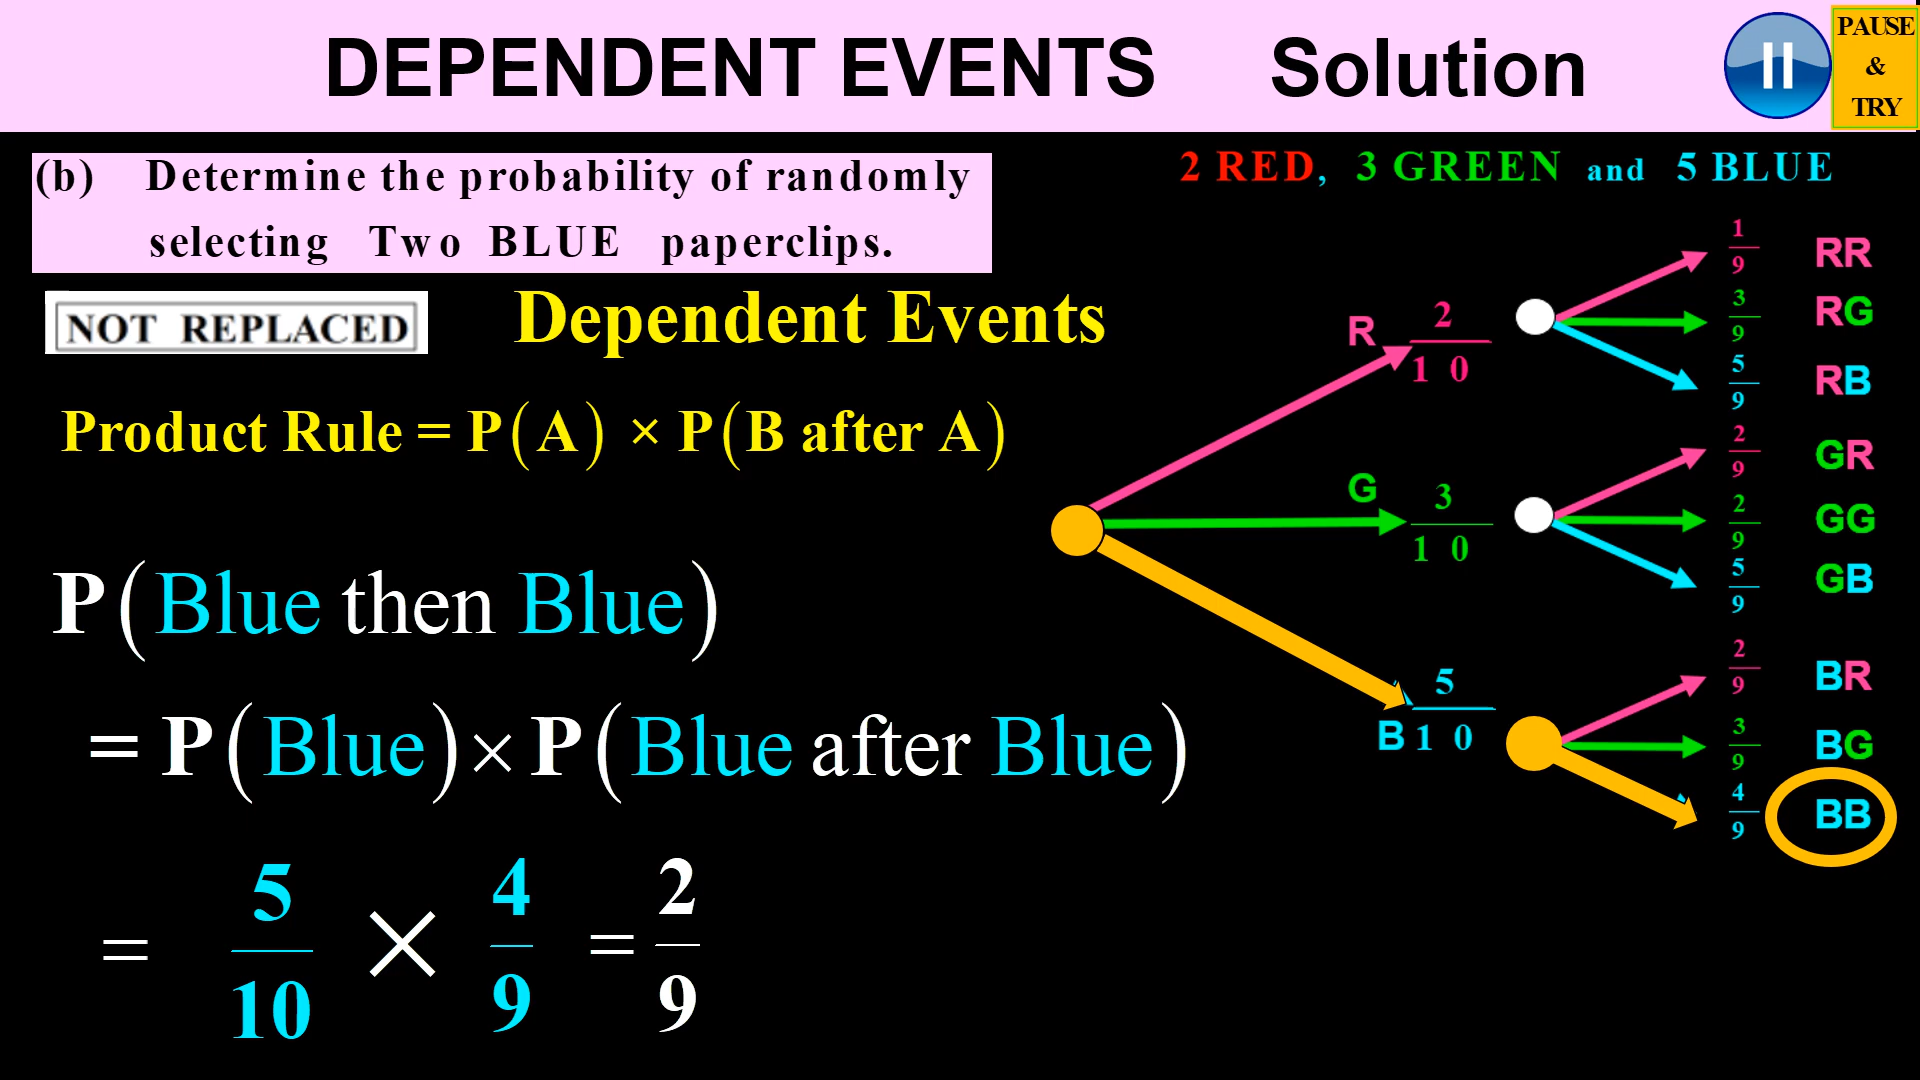 DEPENDENT EVENTS Solution
PAUSE
&
TRY
(b) Determine the probability of randomly
selecting Two BLUE paperclips.
2 RED, 3 GREEN and 5 BLUE
NOT REPLACED
Dependent Events
Product Rule = P(A) × P(B after A)
P(Blue then Blue)
= P(Blue) × P(Blue after Blue)
= 5/10 × 4/9 = 2/9
R 2/10
1/9 RR
3/9 RG
5/9 RB
G 3/10
2/9 GR
2/9 GG
5/9 GB
B 5/10
2/9 BR
3/9 BG
4/9 BB